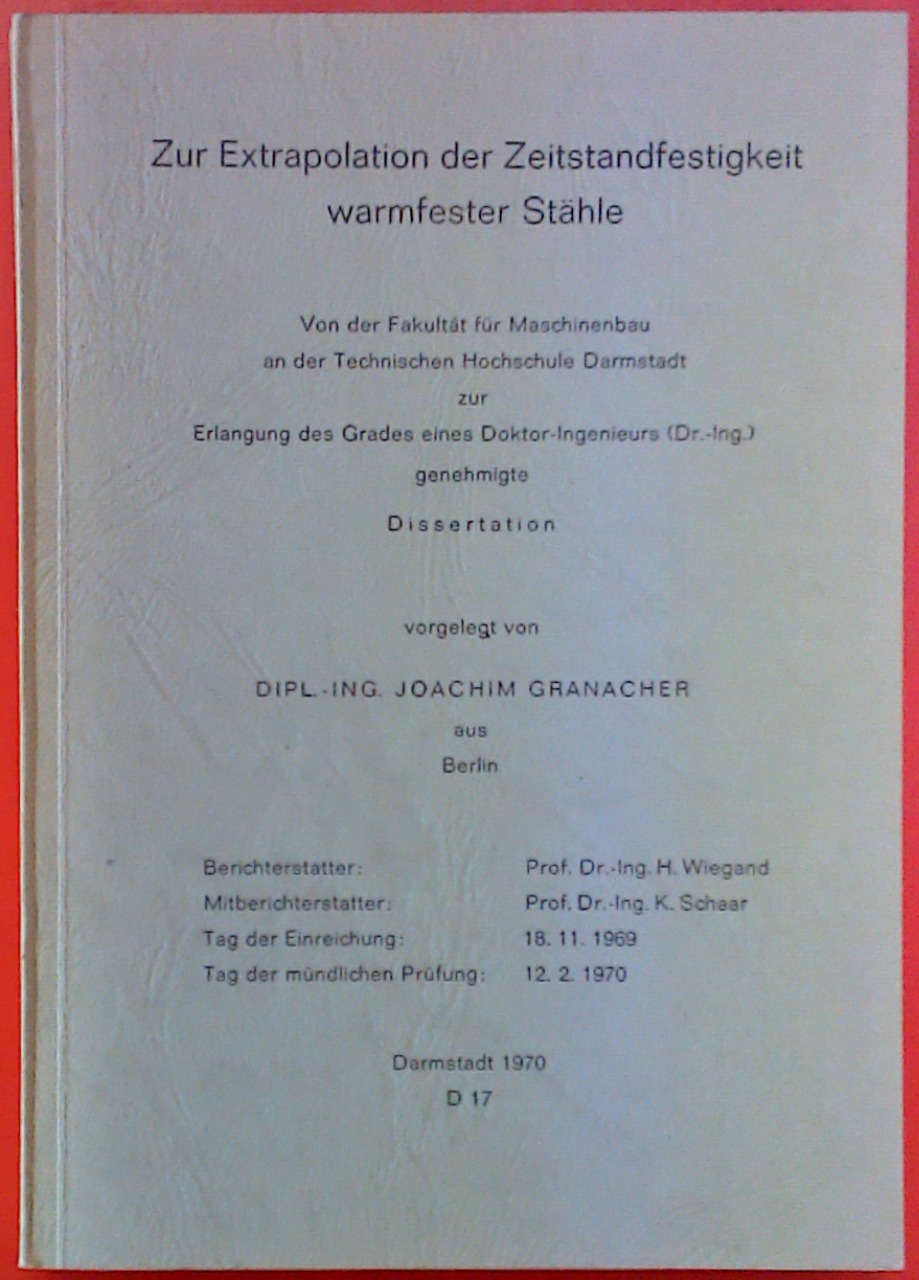 Zur Extrapolation der Zeitstandfestigkeit
warmfester Stähle
Von der Fakultät für Maschinenbau
an der Technischen Hochschule Darmstadt
zur
Erlangung des Grades eines Doktor-Ingenieurs (Dr.-Ing.)
genehmigte
Dissertation
vorgelegt von
DIPL.-ING. JOACHIM GRANACHER
aus
Berlin
Berichterstatter: Prof. Dr.-Ing. H. Wiegand
Mitberichterstatter: Prof. Dr.-Ing. K. Schaar
Tag der Einreichung: 18. 11. 1969
Tag der mündlichen Prüfung: 12. 2. 1970
Darmstadt 1970
D 17